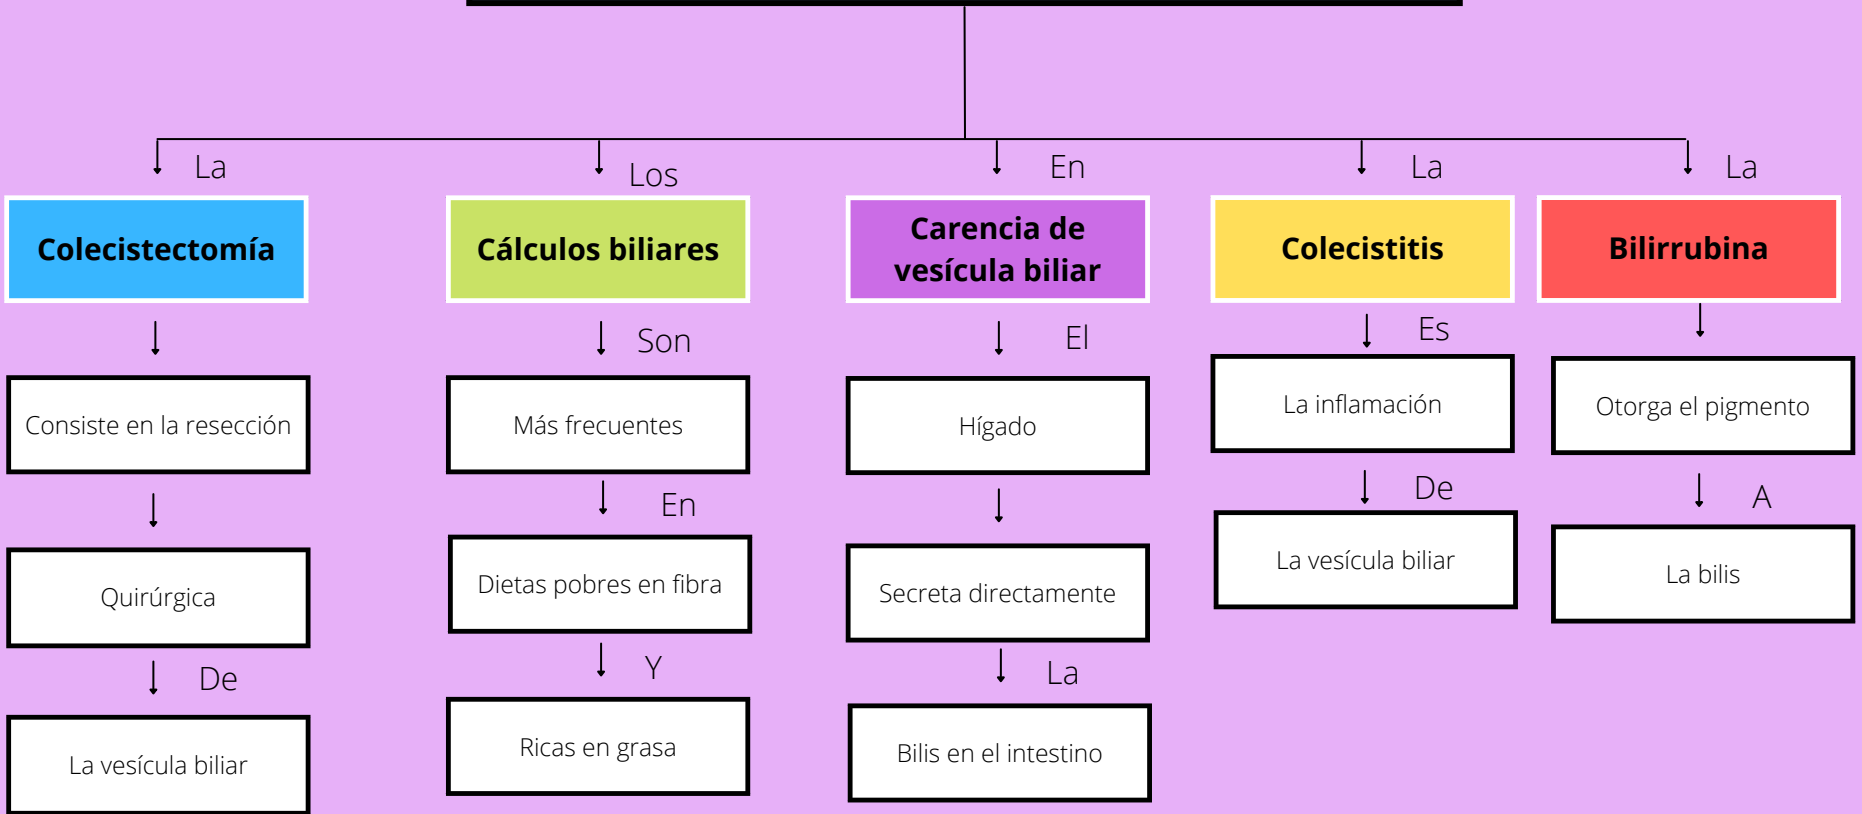 La
Los
En
La
La
Colecistectomía
Cálculos biliares
Carencia de
vesícula biliar
Colecistitis
Bilirrubina
Son
El
Es
Consiste en la resección
Más frecuentes
Hígado
La inflamación
Otorga el pigmento
En
De
A
Quirúrgica
Dietas pobres en fibra
Secreta directamente
La vesícula biliar
La bilis
De
Y
La
La vesícula biliar
Ricas en grasa
Bilis en el intestino